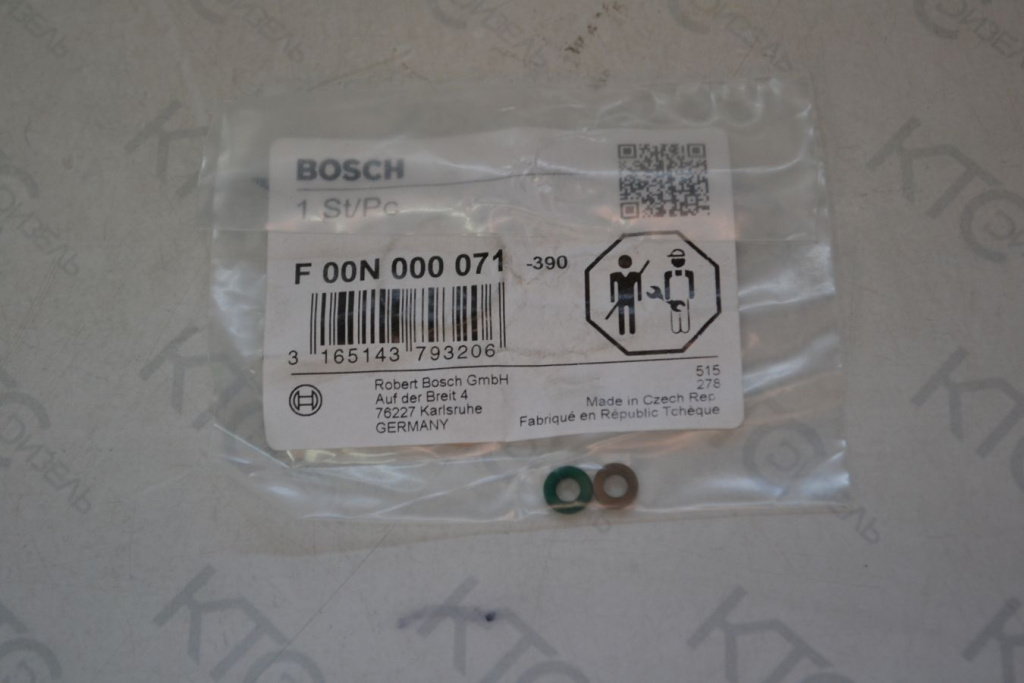 BOSCH
1 St/Pc
F 00N 000 071 -390
3 165143 793206
Robert Bosch GmbH
Auf der Breit 4
76227 Karlsruhe
GERMANY
515
278
Made in Czech Rep
Fabriqué en Républic Tchèque